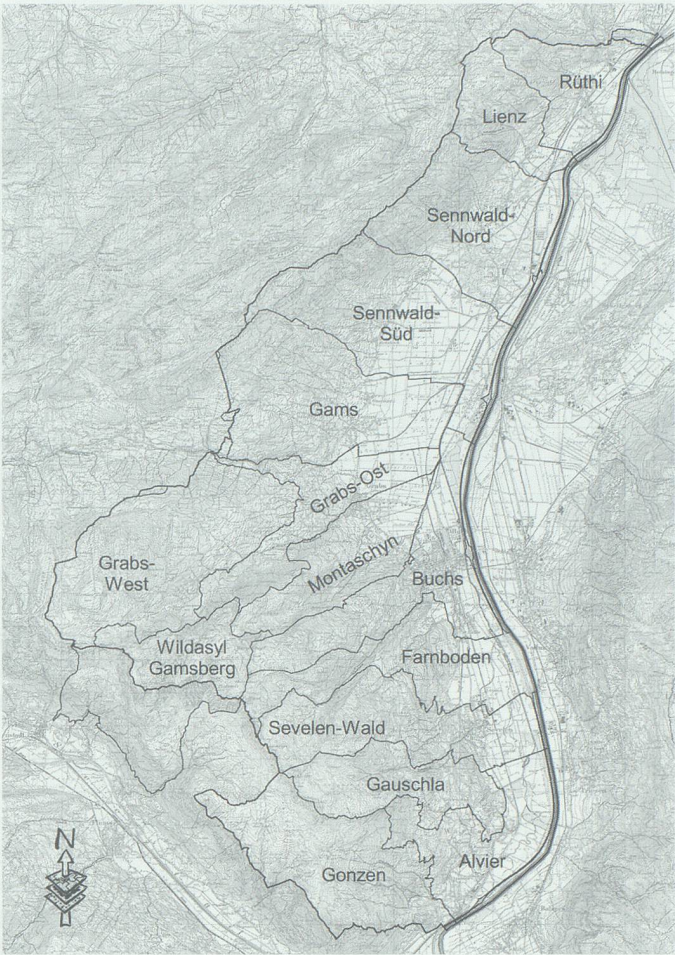 Rüthi
Lienz
Sennwald-
Nord
Sennwald-
Süd
Gams
Grabs-Ost
Grabs-
West
Montaschyn
Buchs
Wildasyl
Gamsberg
Farnboden
Sevelen-Wald
Gauschla
Alvier
Gonzen
N